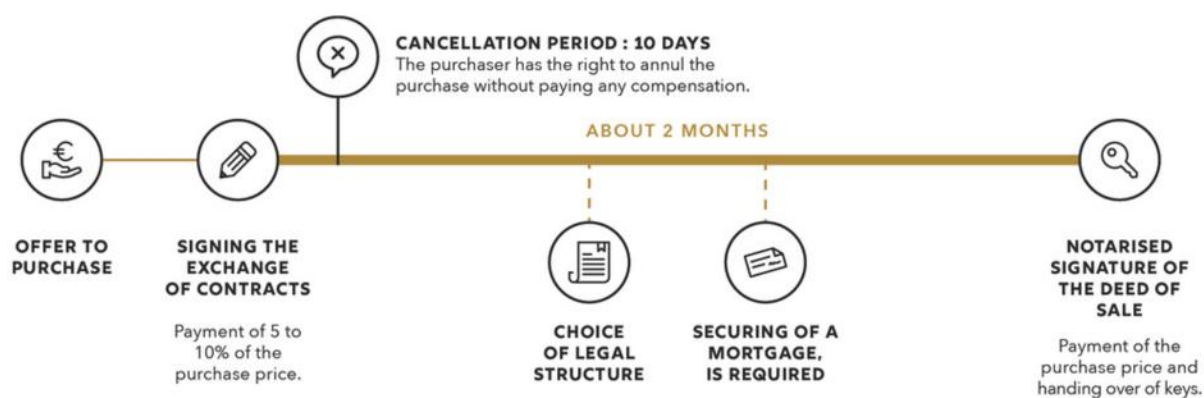 CANCELLATION PERIOD : 10 DAYS
The purchaser has the right to annul the
purchase without paying any compensation.
ABOUT 2 MONTHS
€
OFFER TO
PURCHASE
SIGNING THE
EXCHANGE
OF CONTRACTS
Payment of 5 to
10% of the
purchase price.
CHOICE
OF LEGAL
STRUCTURE
SECURING OF A
MORTGAGE,
IS REQUIRED
NOTARISED
SIGNATURE OF
THE DEED OF
SALE
Payment of the
purchase price and
handing over of keys.